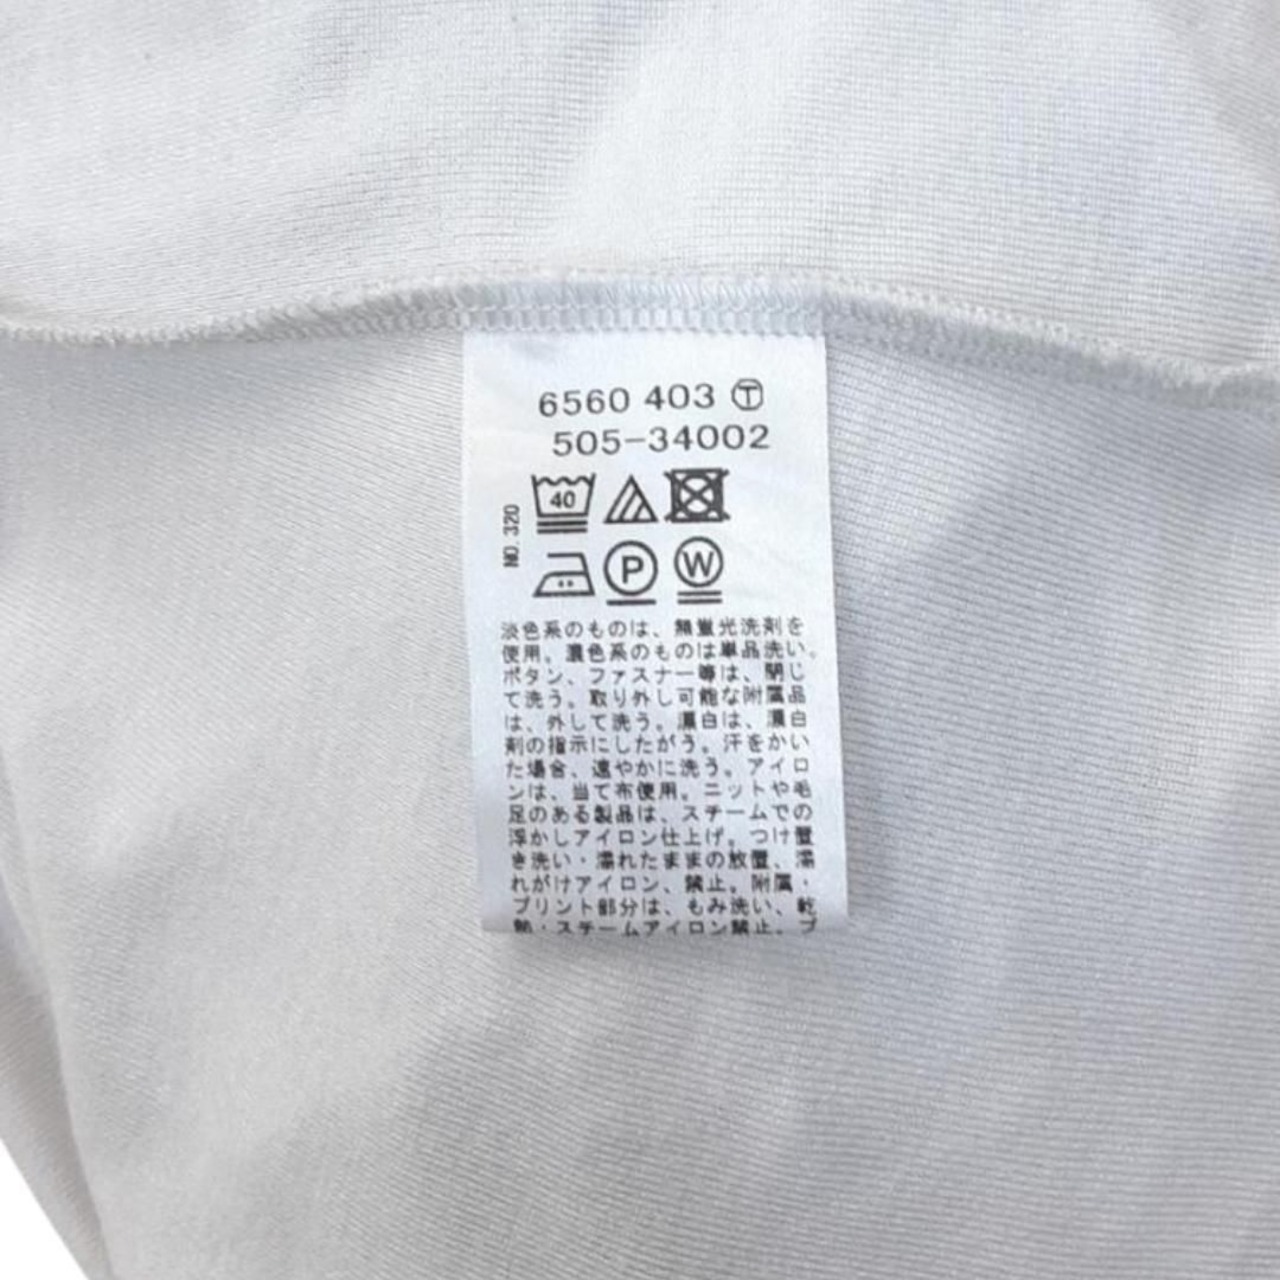 6560 403 Ⓣ
505-34002
NO. 320
40
P
W
淡色系のものは、無蛍光洗剤を
使用。濃色系のものは単品洗い。
ボタン、ファスナー等は、閉じ
て洗う。取り外し可能な附属品
は、外して洗う。漂白は、漂白
剤の指示にしたがう。汗をかい
た場合、速やかに洗う。アイロ
ンは、当て布使用。ニットや毛
足のある製品は、スチームでの
浮かしアイロン仕上げ。つけ置
き洗い・濡れたままの放置、濡
れがけアイロン、禁止。附属・
プリント部分は、もみ洗い、乾
熱・スチームアイロン禁止。プ